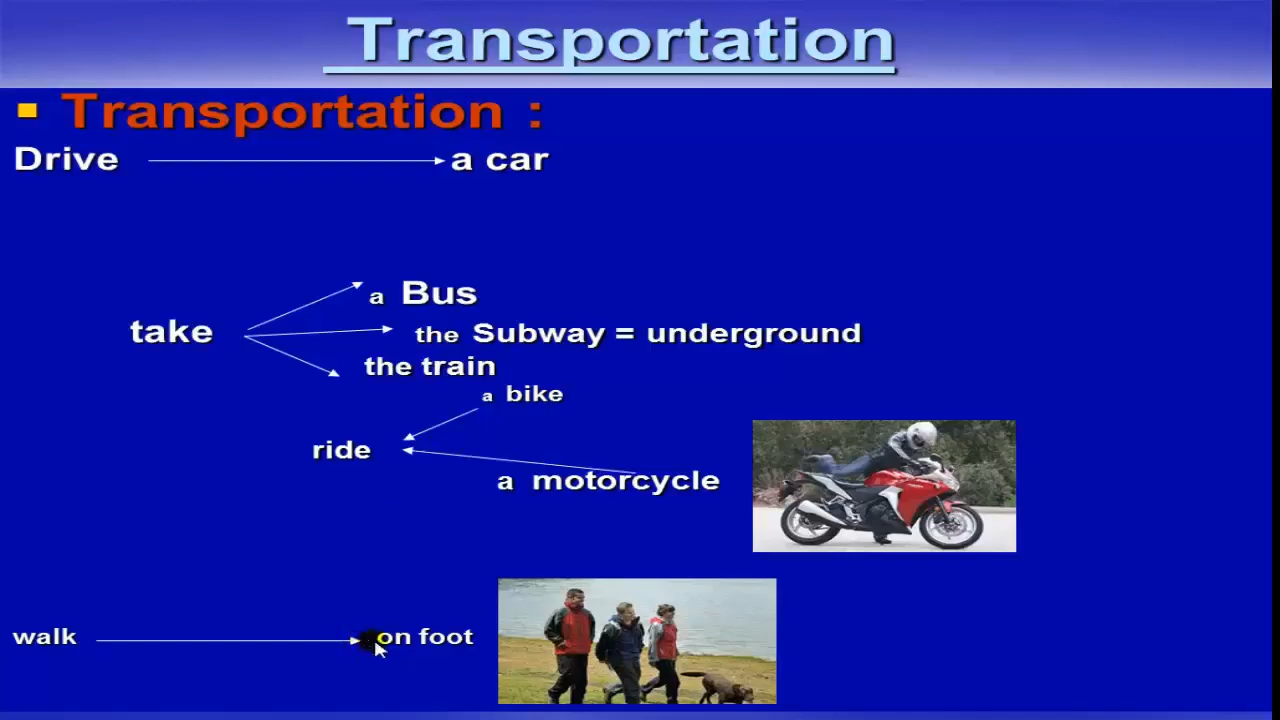 Transportation
Transportation :
Drive a car
a Bus
take the Subway = underground
the train
a bike
ride
a motorcycle
walk on foot